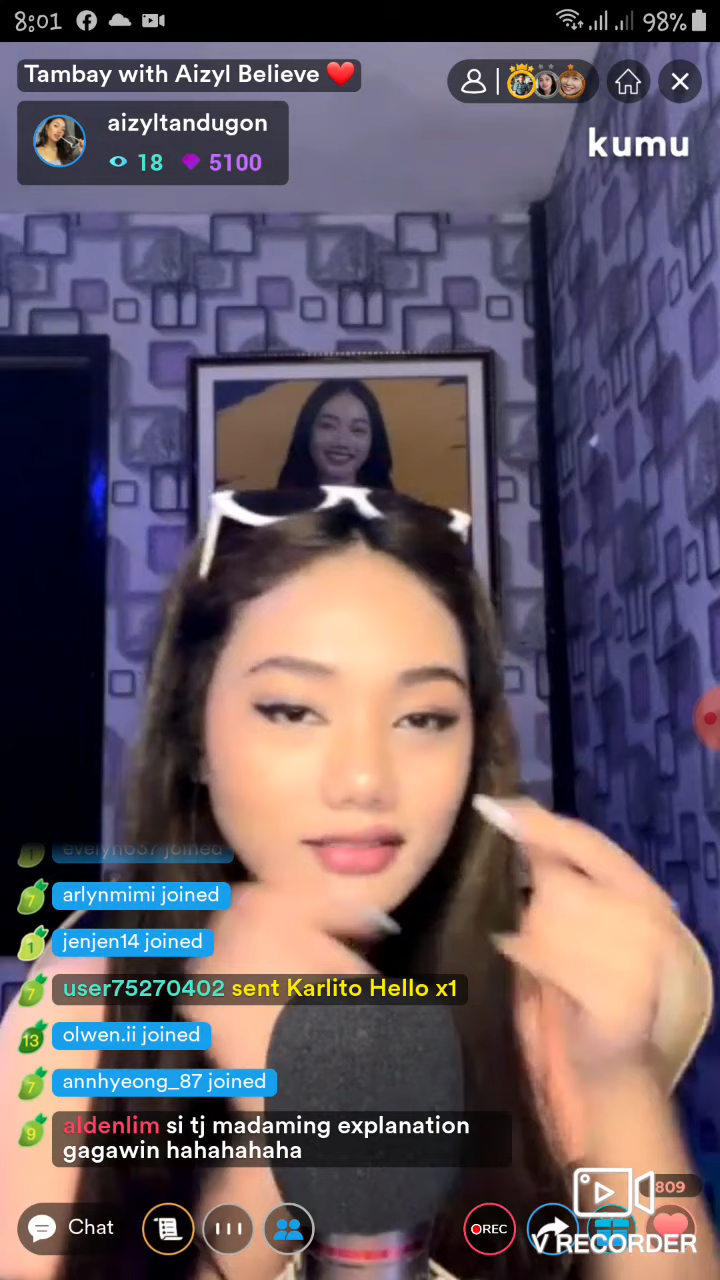 8:01
98%
Tambay with Aizyl Believe ❤️
aizyltandugon
18 5100
kumu
evelyn637 joined
7 arlynmimi joined
1 jenjen14 joined
7 user75270402 sent Karlito Hello x1
13 olwen.ii joined
7 annhyeong_87 joined
9 aldenlim si tj madaming explanation
gagawin hahahahaha
809
Chat
REC
V RECORDER